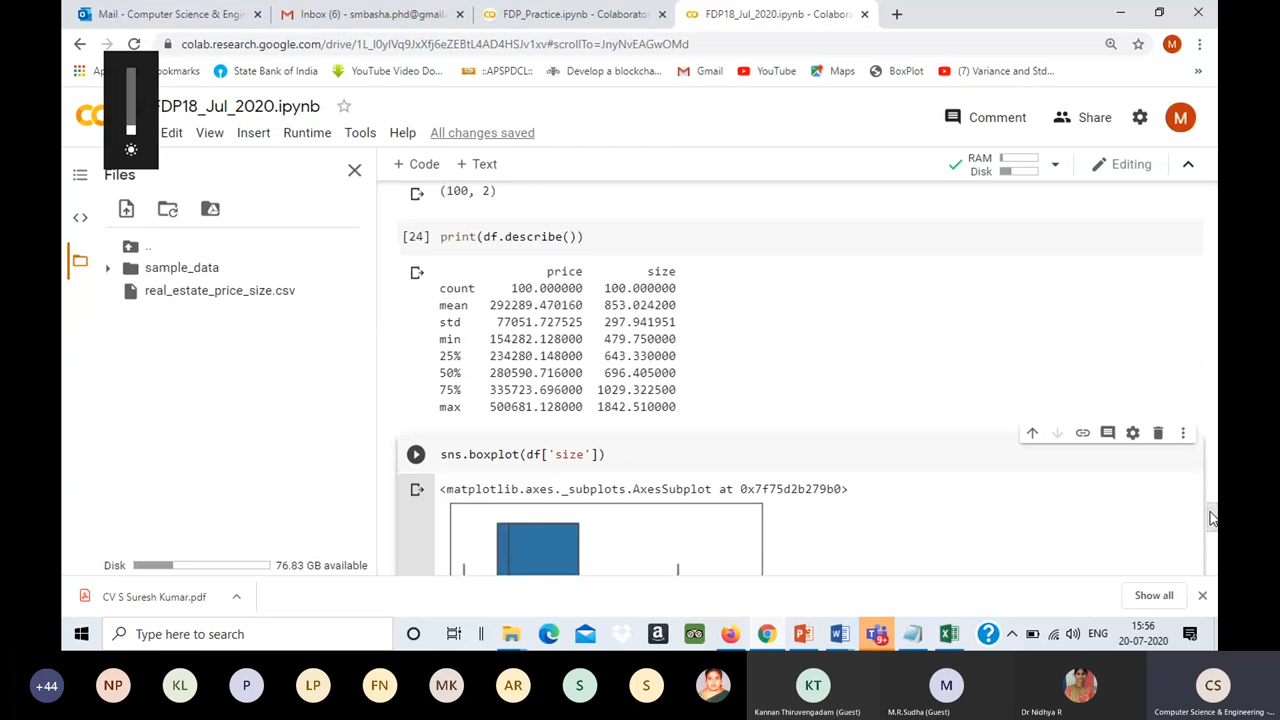 Mail - Computer Science & Engin
Inbox (6) - smbasha.phd@gmail
FDP_Practice.ipynb - Colaborator
FDP18_Jul_2020.ipynb - Colabora
colab.research.google.com/drive/1L_l0ylVq9JxXfj6eZEBtL4AD4HSJv1xv#scrollTo=JnyNvEAGwOMd
Ap
okmarks
State Bank of India
YouTube Video Do...
::APSPDCL::
Develop a blockcha...
Gmail
YouTube
Maps
BoxPlot
(7) Variance and Std...
»
FDP18_Jul_2020.ipynb
Comment
Share
M
Edit View Insert Runtime Tools Help All changes saved
+ Code + Text
RAM
Disk
Editing
Files
(100, 2)
[24] print(df.describe())
..
sample_data
real_estate_price_size.csv
price size
count 100.000000 100.000000
mean 292289.470160 853.024200
std 77051.727525 297.941951
min 154282.128000 479.750000
25% 234280.148000 643.330000
50% 280590.716000 696.405000
75% 335723.696000 1029.322500
max 500681.128000 1842.510000
sns.boxplot(df['size'])
<matplotlib.axes._subplots.AxesSubplot at 0x7f75d2b279b0>
Disk 76.83 GB available
CV S Suresh Kumar.pdf
Show all
Type here to search
9+
ENG
15:56
20-07-2020
+44 NP KL P LP FN MK AR S S KT M CS
Kannan Thiruvengadam (Guest)
M.R.Sudha (Guest)
Dr Nidhya R
Computer Science & Engineering -...